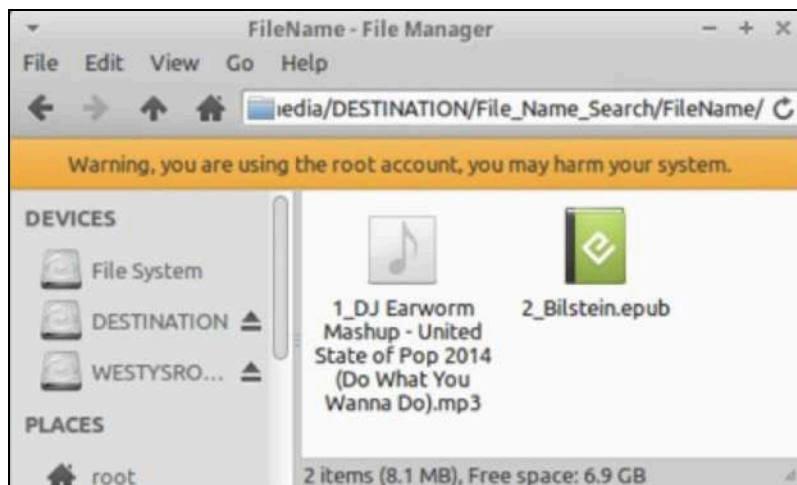 FileName - File Manager
File Edit View Go Help
edia/DESTINATION/File_Name_Search/FileName/
Warning, you are using the root account, you may harm your system.
DEVICES
File System
DESTINATION
WESTYSRO...
PLACES
root
1_DJ Earworm
Mashup - United
State of Pop 2014
(Do What You
Wanna Do).mp3
2_Bilstein.epub
2 items (8.1 MB), Free space: 6.9 GB